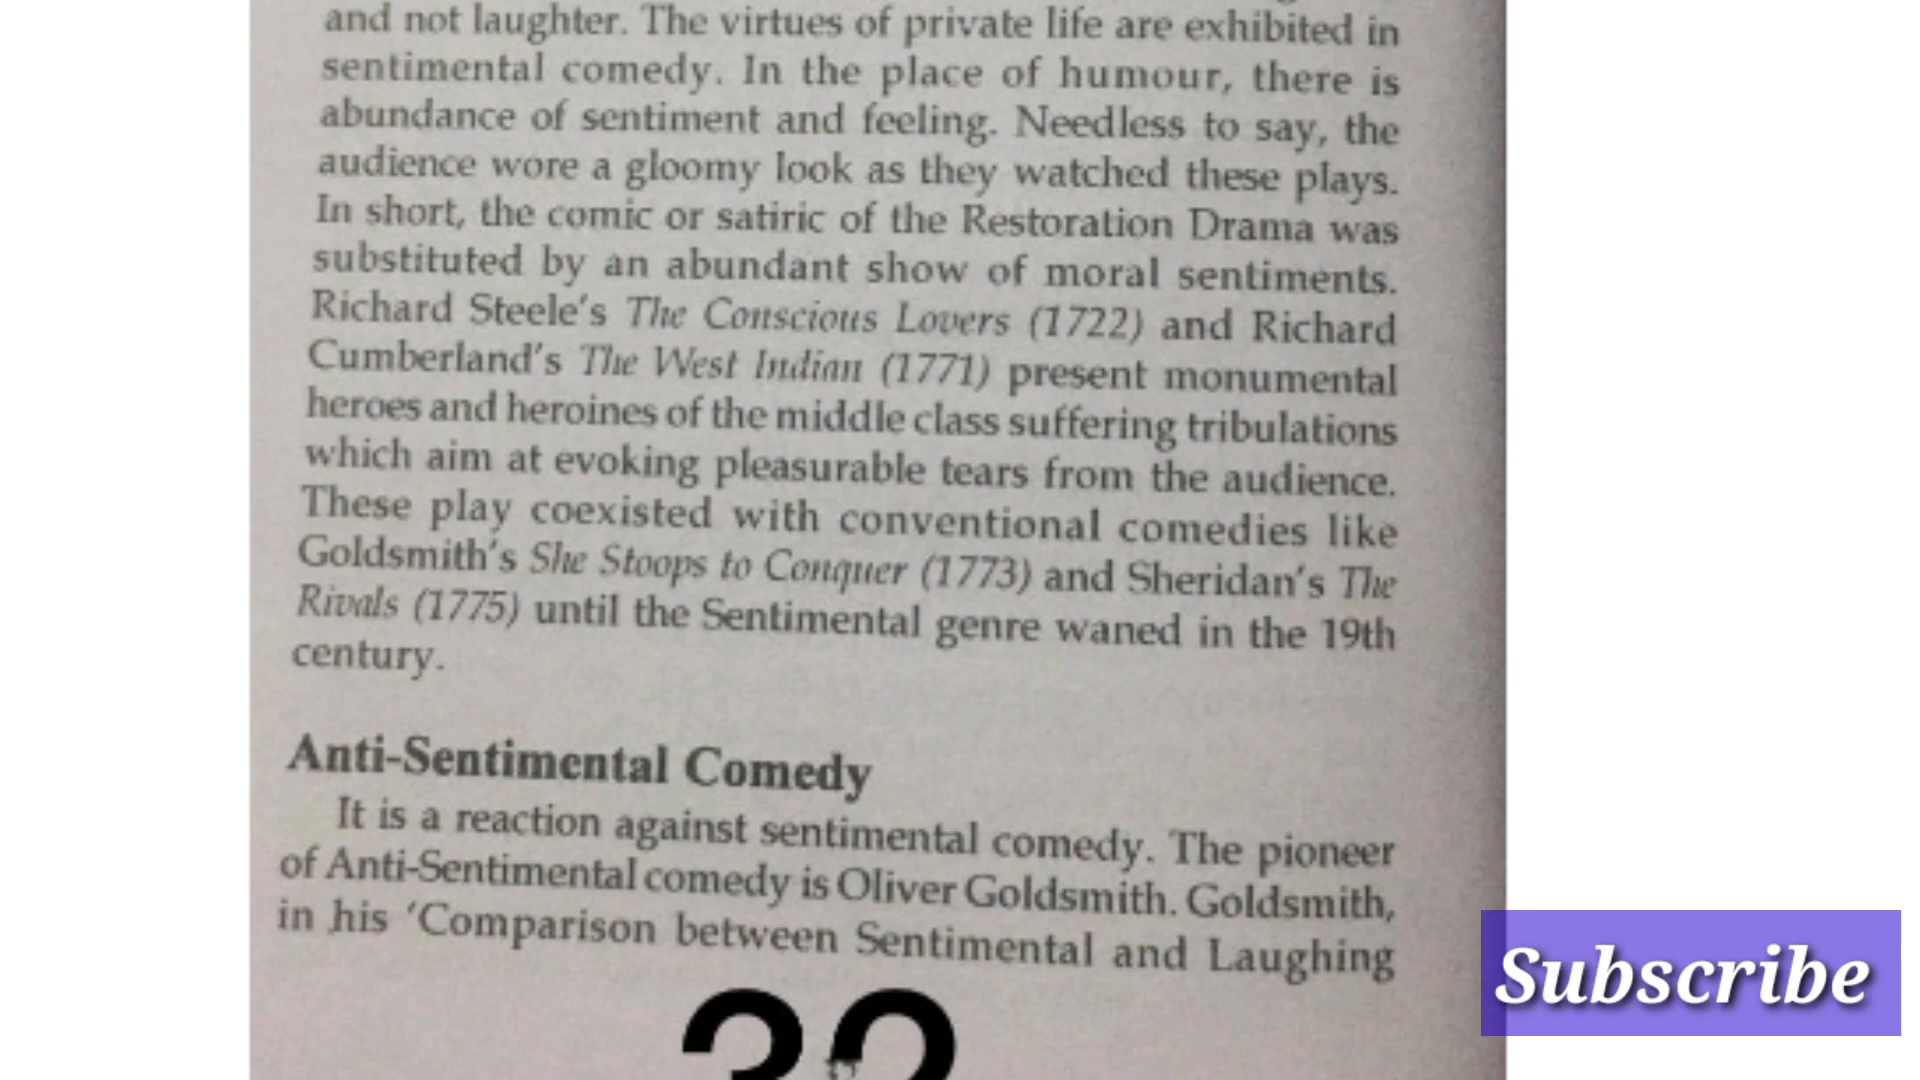 and not laughter. The virtues of private life are exhibited in
sentimental comedy. In the place of humour, there is
abundance of sentiment and feeling. Needless to say, the
audience wore a gloomy look as they watched these plays.
In short, the comic or satiric of the Restoration Drama was
substituted by an abundant show of moral sentiments.
Richard Steele's The Conscious Lovers (1722) and Richard
Cumberland's The West Indian (1771) present monumental
heroes and heroines of the middle class suffering tribulations
which aim at evoking pleasurable tears from the audience.
These play coexisted with conventional comedies like
Goldsmith's She Stoops to Conquer (1773) and Sheridan's The
Rivals (1775) until the Sentimental genre waned in the 19th
century.
Anti-Sentimental Comedy
It is a reaction against sentimental comedy. The pioneer
of Anti-Sentimental comedy is Oliver Goldsmith. Goldsmith,
in his 'Comparison between Sentimental and Laughing
Subscribe